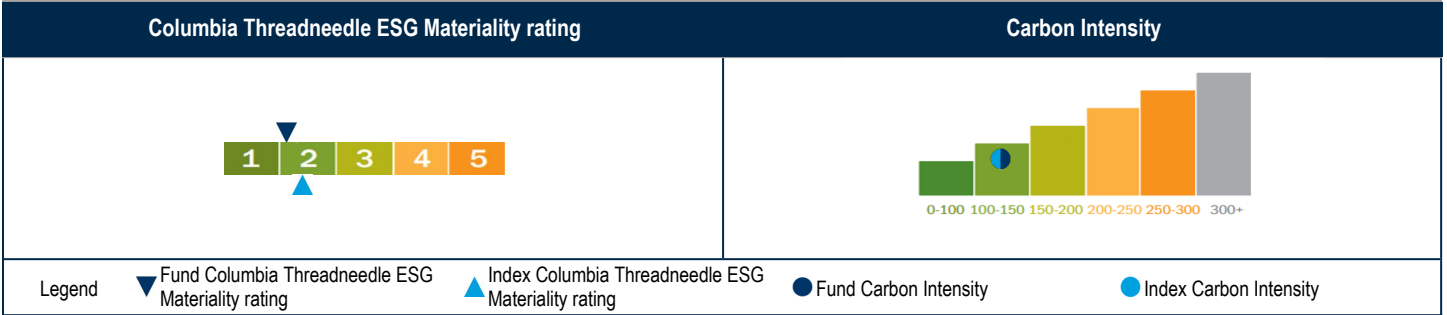 Columbia Threadneedle ESG Materiality rating
Carbon Intensity
1 2 3 4 5
0-100 100-150 150-200 200-250 250-300 300+
Legend
Fund Columbia Threadneedle ESG
Materiality rating
Index Columbia Threadneedle ESG
Materiality rating
Fund Carbon Intensity
Index Carbon Intensity